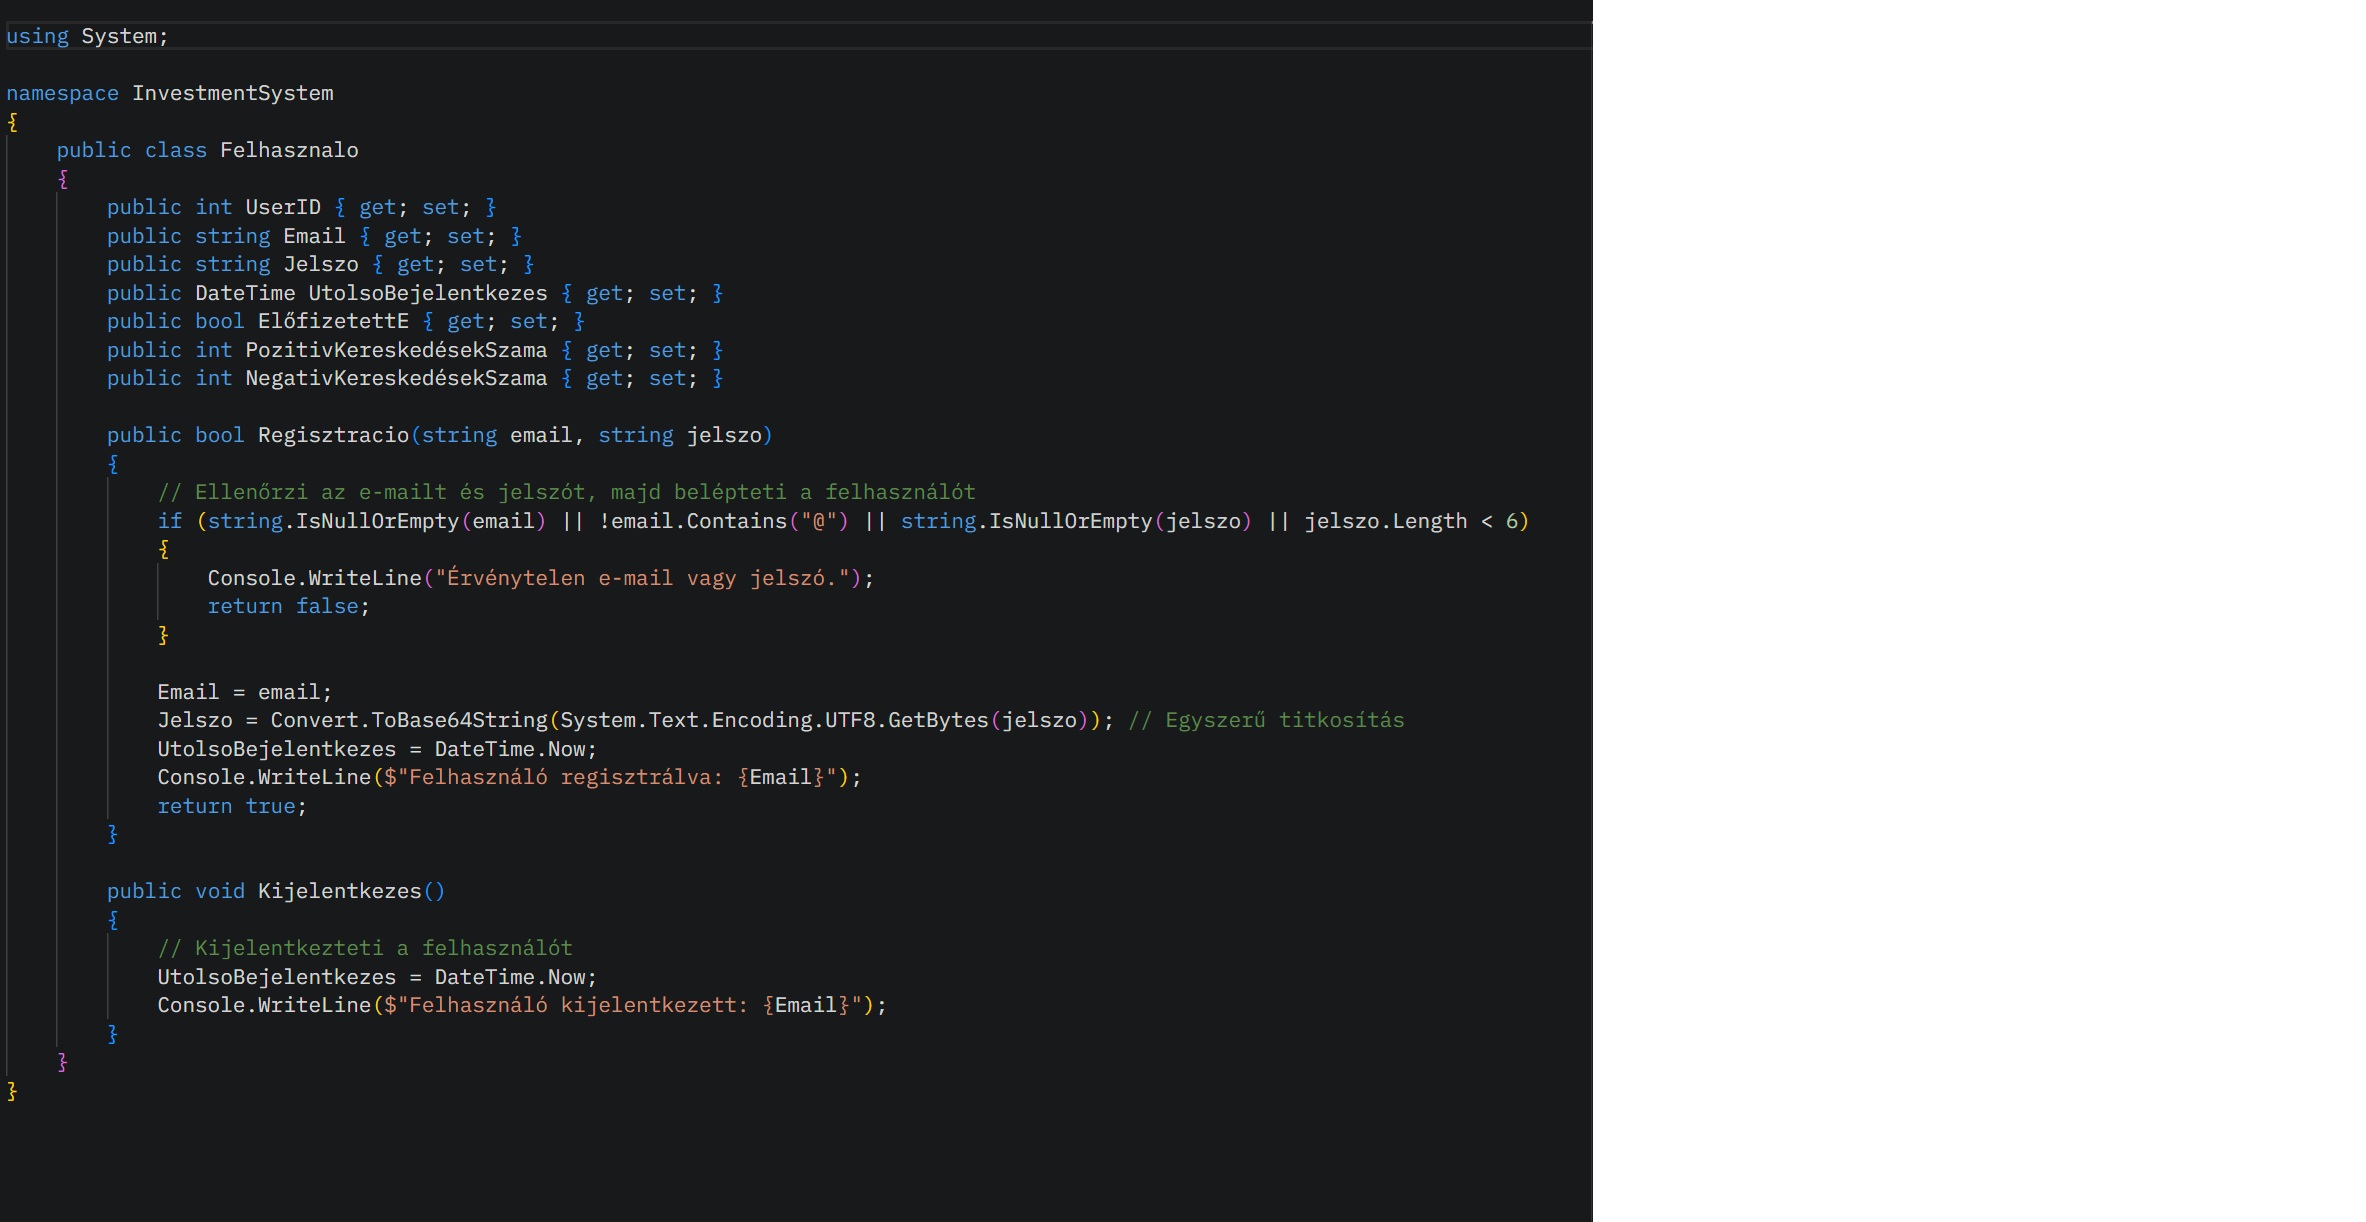 using System;
namespace InvestmentSystem
{
public class Felhasznalo
{
public int UserID { get; set; }
public string Email { get; set; }
public string Jelszo { get; set; }
public DateTime UtolsoBejelentkezes { get; set; }
public bool ElőfizetettE { get; set; }
public int PozitivKereskedésekSzama { get; set; }
public int NegativKereskedésekSzama { get; set; }
public bool Regisztracio(string email, string jelszo)
{
// Ellenőrzi az e-mailt és jelszót, majd belépteti a felhasználót
if (string.IsNullOrEmpty(email) || !email.Contains("@") || string.IsNullOrEmpty(jelszo) || jelszo.Length < 6)
{
Console.WriteLine("Érvénytelen e-mail vagy jelszó.");
return false;
}
Email = email;
Jelszo = Convert.ToBase64String(System.Text.Encoding.UTF8.GetBytes(jelszo)); // Egyszerű titkosítás
UtolsoBejelentkezes = DateTime.Now;
Console.WriteLine($"Felhasználó regisztrálva: {Email}");
return true;
}
public void Kijelentkezes()
{
// Kijelentkezteti a felhasználót
UtolsoBejelentkezes = DateTime.Now;
Console.WriteLine($"Felhasználó kijelentkezett: {Email}");
}
}
}